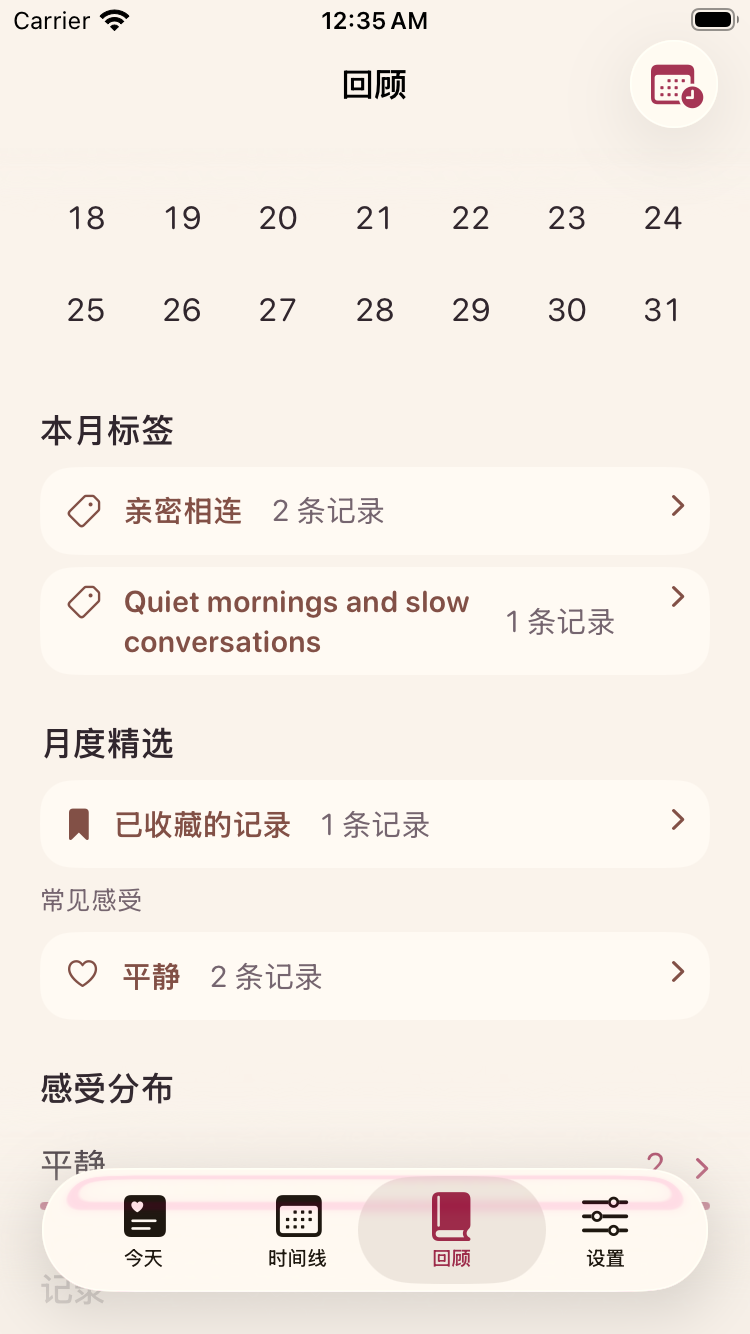 Carrier 12:35 AM
回顾
18 19 20 21 22 23 24
25 26 27 28 29 30 31
本月标签
亲密相连 2 条记录
Quiet mornings and slow
conversations
1 条记录
月度精选
已收藏的记录 1 条记录
常见感受
平静 2 条记录
感受分布
平静 2
今天 时间线 回顾 设置
记录